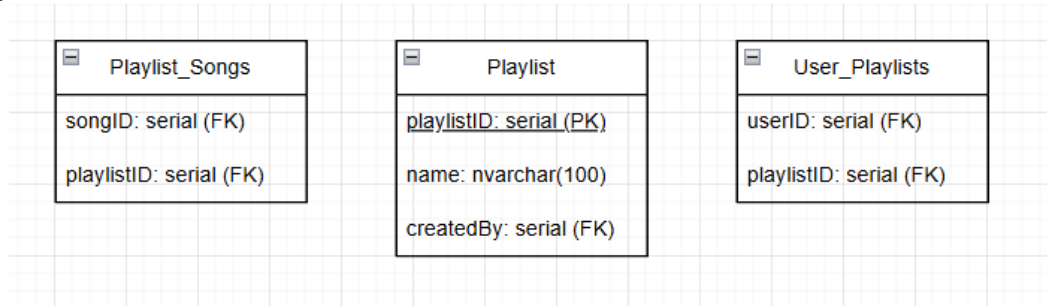 Playlist_Songs
songID: serial (FK)
playlistID: serial (FK)
Playlist
playlistID: serial (PK)
name: nvarchar(100)
createdBy: serial (FK)
User_Playlists
userID: serial (FK)
playlistID: serial (FK)